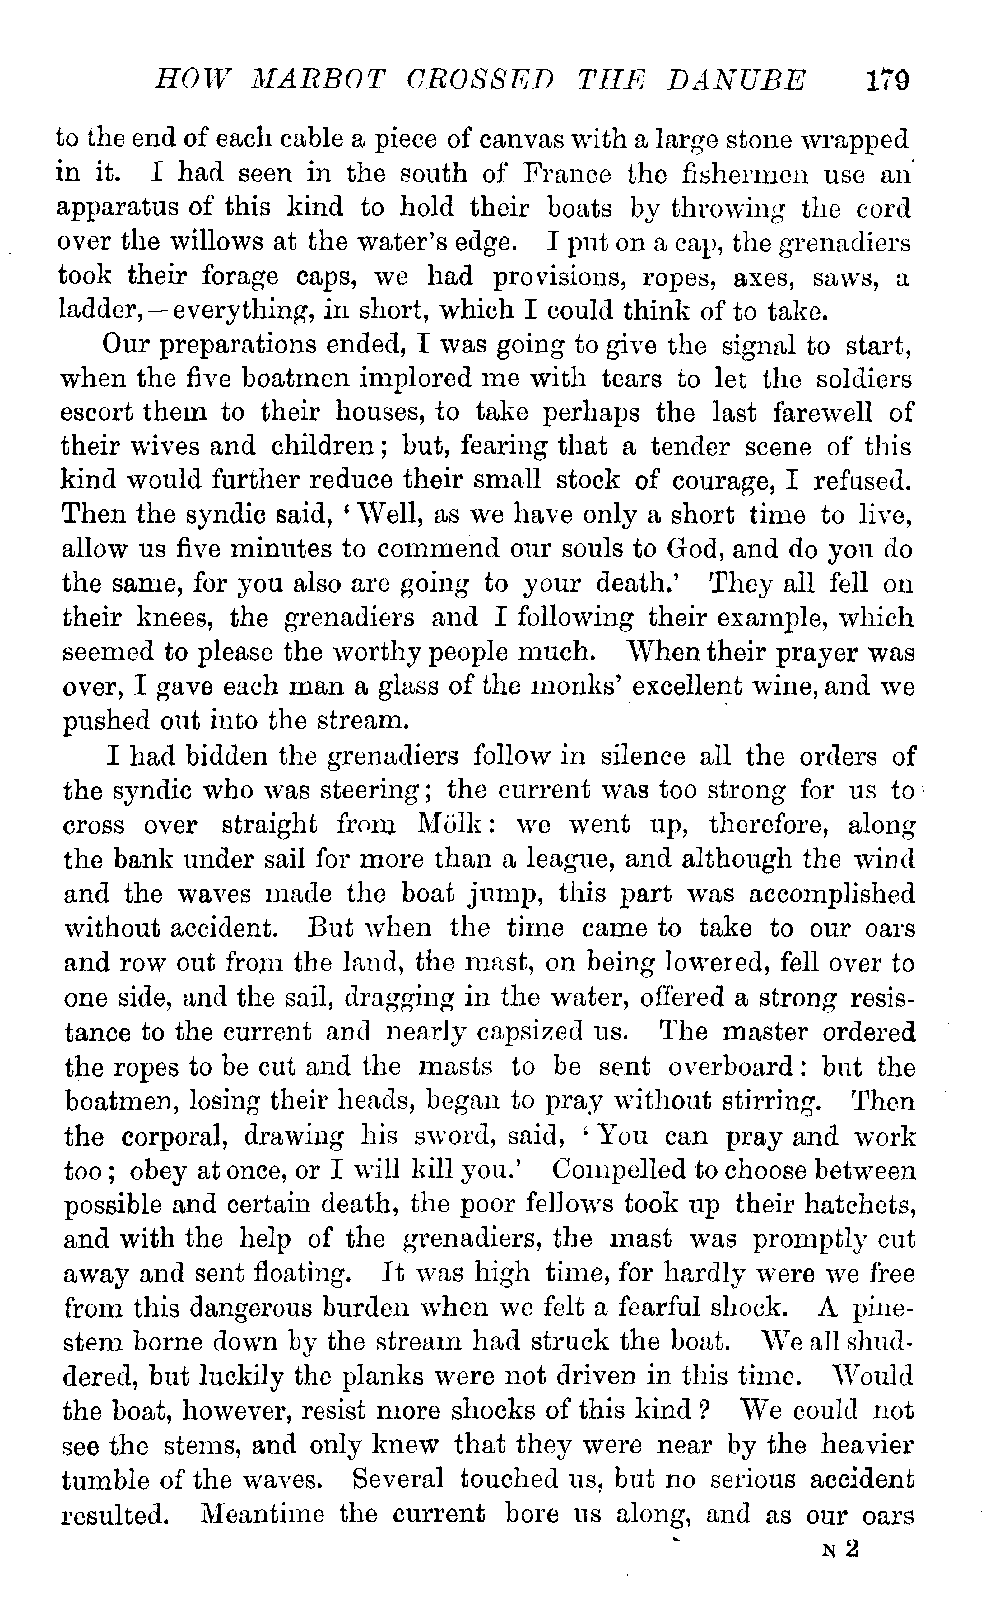 HOW MARBOT CROSSED THE DANUBE 179
to the end of each cable a piece of canvas with a large stone wrapped
in it. I had seen in the south of France the fishermen use an
apparatus of this kind to hold their boats by throwing the cord
over the willows at the water's edge. I put on a cap, the grenadiers
took their forage caps, we had provisions, ropes, axes, saws, a
ladder,—everything, in short, which I could think of to take.
Our preparations ended, I was going to give the signal to start,
when the five boatmen implored me with tears to let the soldiers
escort them to their houses, to take perhaps the last farewell of
their wives and children; but, fearing that a tender scene of this
kind would further reduce their small stock of courage, I refused.
Then the syndic said, 'Well, as we have only a short time to live,
allow us five minutes to commend our souls to God, and do you do
the same, for you also are going to your death.' They all fell on
their knees, the grenadiers and I following their example, which
seemed to please the worthy people much. When their prayer was
over, I gave each man a glass of the monks' excellent wine, and we
pushed out into the stream.
I had bidden the grenadiers follow in silence all the orders of
the syndic who was steering; the current was too strong for us to
cross over straight from Mölk: we went up, therefore, along
the bank under sail for more than a league, and although the wind
and the waves made the boat jump, this part was accomplished
without accident. But when the time came to take to our oars
and row out from the land, the mast, on being lowered, fell over to
one side, and the sail, dragging in the water, offered a strong resis-
tance to the current and nearly capsized us. The master ordered
the ropes to be cut and the masts to be sent overboard: but the
boatmen, losing their heads, began to pray without stirring. Then
the corporal, drawing his sword, said, 'You can pray and work
too; obey at once, or I will kill you.' Compelled to choose between
possible and certain death, the poor fellows took up their hatchets,
and with the help of the grenadiers, the mast was promptly cut
away and sent floating. It was high time, for hardly were we free
from this dangerous burden when we felt a fearful shock. A pine-
stem borne down by the stream had struck the boat. We all shud-
dered, but luckily the planks were not driven in this time. Would
the boat, however, resist more shocks of this kind? We could not
see the stems, and only knew that they were near by the heavier
tumble of the waves. Several touched us, but no serious accident
resulted. Meantime the current bore us along, and as our oars
N 2